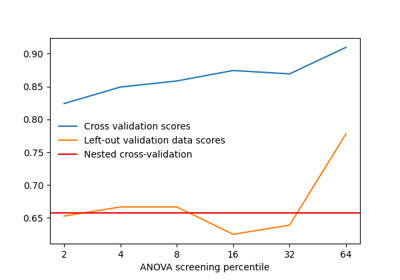 0.90
0.85
0.80
0.75
0.70
0.65
Cross validation scores
Left-out validation data scores
Nested cross-validation
2 4 8 16 32 64
ANOVA screening percentile